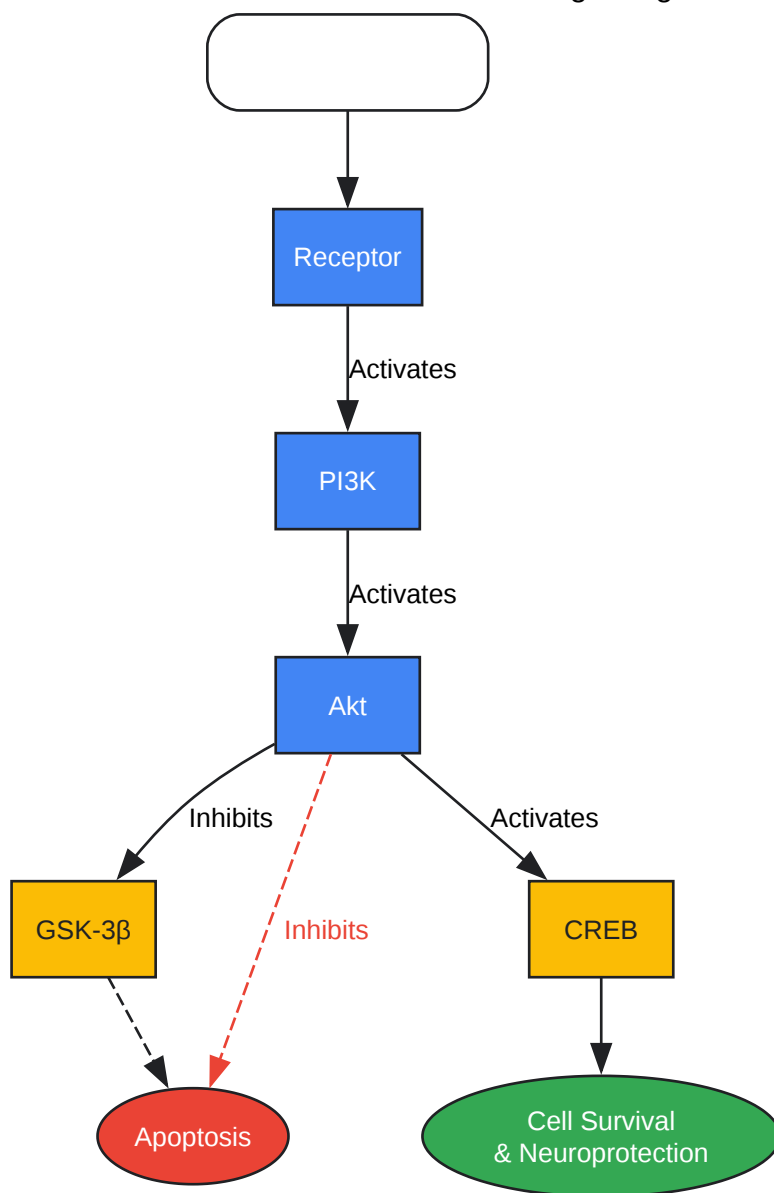 Receptor
Activates
PI3K
Activates
Akt
Inhibits
Activates
Inhibits
GSK-3β
CREB
Apoptosis
Cell Survival
& Neuroprotection